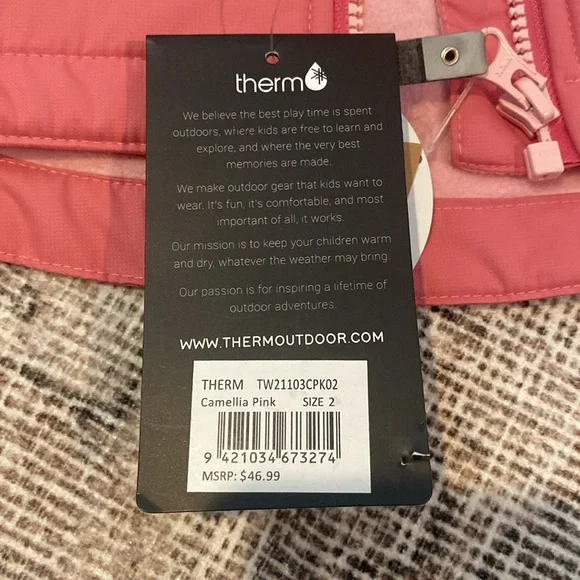 therm
We believe the best play time is spent
outdoors, where kids are free to learn and
explore, and where the very best
memories are made.
We make outdoor gear that kids want to
wear. It's fun, it's comfortable, and most
important of all, it works.
Our mission is to keep your children warm
and dry, whatever the weather may bring.
Our passion is for inspiring a lifetime of
outdoor adventures.
WWW.THERMOUTDOOR.COM
THERM TW21103CPK02
Camellia Pink SIZE 2
9 421034 673274
MSRP: $46.99